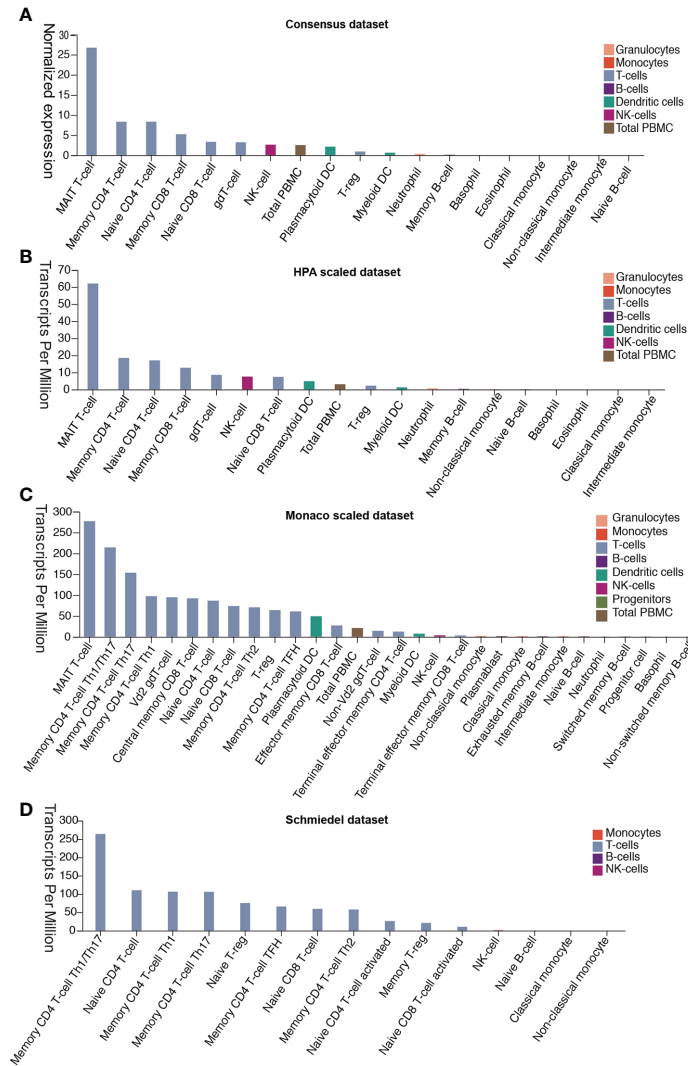 A
Consensus dataset
Normalized expression
30
25
20
15
10
5
0
Granulocytes
Monocytes
T-cells
B-cells
Dendritic cells
NK-cells
Total PBMC
MAIT T-cell
Memory CD4 T-cell
Naive CD4 T-cell
Memory CD8 T-cell
Naive CD8 T-cell
gdT-cell
NK-cell
Total PBMC
Plasmacytoid DC
T-reg
Myeloid DC
Neutrophil
Memory B-cell
Basophil
Eosinophil
Classical monocyte
Non-classical monocyte
Intermediate monocyte
Naive B-cell
B
HPA scaled dataset
Transcripts Per Million
70
60
50
40
30
20
10
0
Granulocytes
Monocytes
T-cells
B-cells
Dendritic cells
NK-cells
Total PBMC
MAIT T-cell
Memory CD4 T-cell
Naive CD4 T-cell
Memory CD8 T-cell
gdT-cell
NK-cell
Naive CD8 T-cell
Plasmacytoid DC
Total PBMC
T-reg
Myeloid DC
Neutrophil
Memory B-cell
Non-classical monocyte
Naive B-cell
Basophil
Eosinophil
Classical monocyte
Intermediate monocyte
C
Monaco scaled dataset
Transcripts Per Million
300
250
200
150
100
50
0
Granulocytes
Monocytes
T-cells
B-cells
Dendritic cells
NK-cells
Progenitors
Total PBMC
MAIT T-cell
Memory CD4 T-cell Th1/Th17
Memory CD4 T-cell Th17
Memory CD4 T-cell Th1
Vd2 gdT-cell
Central memory CD8 T-cell
Naive CD4 T-cell
Naive CD8 T-cell
Memory CD4 T-cell Th2
T-reg
Memory CD4 T-cell TFH
Plasmacytoid DC
Effector memory CD8 T-cell
Total PBMC
Non-Vd2 gdT-cell
Terminal effector memory CD4 T-cell
Myeloid DC
NK-cell
Terminal effector memory CD8 T-cell
Non-classical monocyte
Plasmablast
Classical monocyte
Exhausted memory B-cell
Intermediate monocyte
Naive B-cell
Neutrophil
Switched memory B-cell
Progenitor cell
Basophil
Non-switched memory B-cell
D
Schmiedel dataset
Transcripts Per Million
300
250
200
150
100
50
0
Monocytes
T-cells
B-cells
NK-cells
Memory CD4 T-cell Th1/Th17
Naive CD4 T-cell
Memory CD4 T-cell Th1
Memory CD4 T-cell Th17
Naive T-reg
Memory CD4 T-cell TFH
Naive CD8 T-cell
Memory CD4 T-cell Th2
Naive CD4 T-cell activated
Memory T-reg
Naive CD8 T-cell activated
NK-cell
Naive B-cell
Classical monocyte
Non-classical monocyte